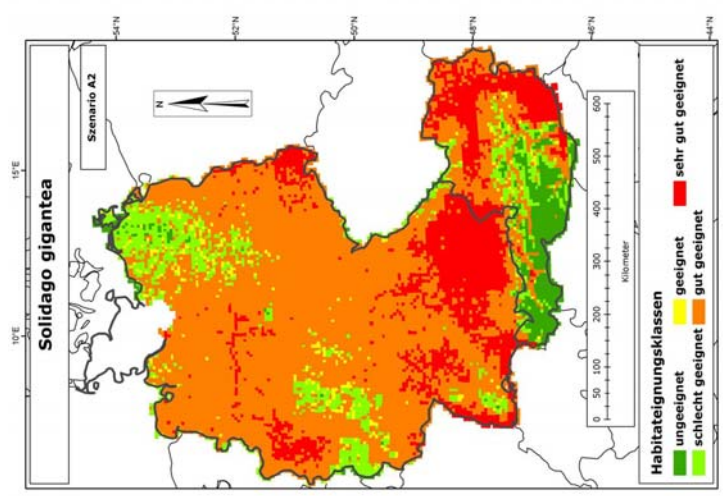 Solidago gigantea
Szenario A2
N
10°E
15°E
54°N
52°N
50°N
48°N
46°N
0 50 100 200 300 400 500 600
Kilometer
Habitateignungsklassen
ungeeignet
schlecht geeignet
geeignet
gut geeignet
sehr gut geeignet